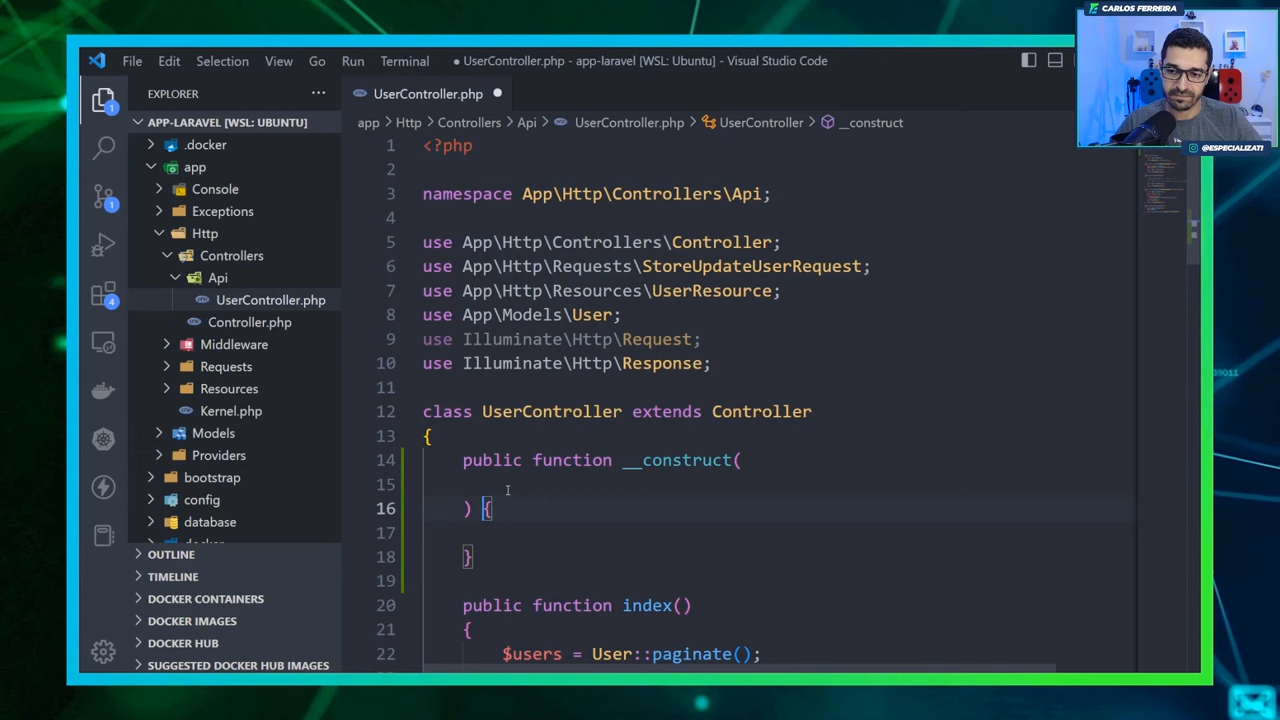 CARLOS FERREIRA
@ESPECIALIZATI
File Edit Selection View Go Run Terminal
● UserController.php - app-laravel [WSL: Ubuntu] - Visual Studio Code
EXPLORER
UserController.php
APP-LARAVEL [WSL: UBUNTU]
.docker
app
Console
Exceptions
Http
Controllers
Api
UserController.php
Controller.php
Middleware
Requests
Resources
Kernel.php
Models
Providers
bootstrap
config
database
OUTLINE
TIMELINE
DOCKER CONTAINERS
DOCKER IMAGES
DOCKER HUB
SUGGESTED DOCKER HUB IMAGES
1
1
4
app > Http > Controllers > Api > UserController.php > UserController > __construct
1 <?php
2
3 namespace App\Http\Controllers\Api;
4
5 use App\Http\Controllers\Controller;
6 use App\Http\Requests\StoreUpdateUserRequest;
7 use App\Http\Resources\UserResource;
8 use App\Models\User;
9 use Illuminate\Http\Request;
10 use Illuminate\Http\Response;
11
12 class UserController extends Controller
13 {
14 public function __construct(
15
16 ) {
17
18 }
19
20 public function index()
21 {
22 $users = User::paginate();
39011